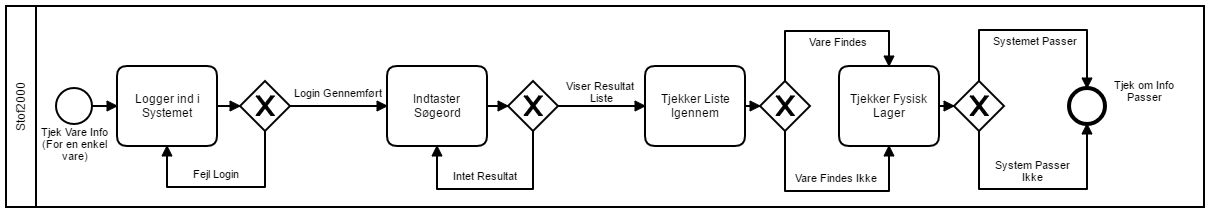 Stof2000
Tjek Vare Info
(For en enkel
vare)
Logger ind i
Systemet
Fejl Login
Login Gennemført
Indtaster
Søgeord
Intet Resultat
Viser Resultat
Liste
Tjekker Liste
Igennem
Vare Findes
Vare Findes Ikke
Tjekker Fysisk
Lager
Systemet Passer
System Passer
Ikke
Tjek om Info
Passer